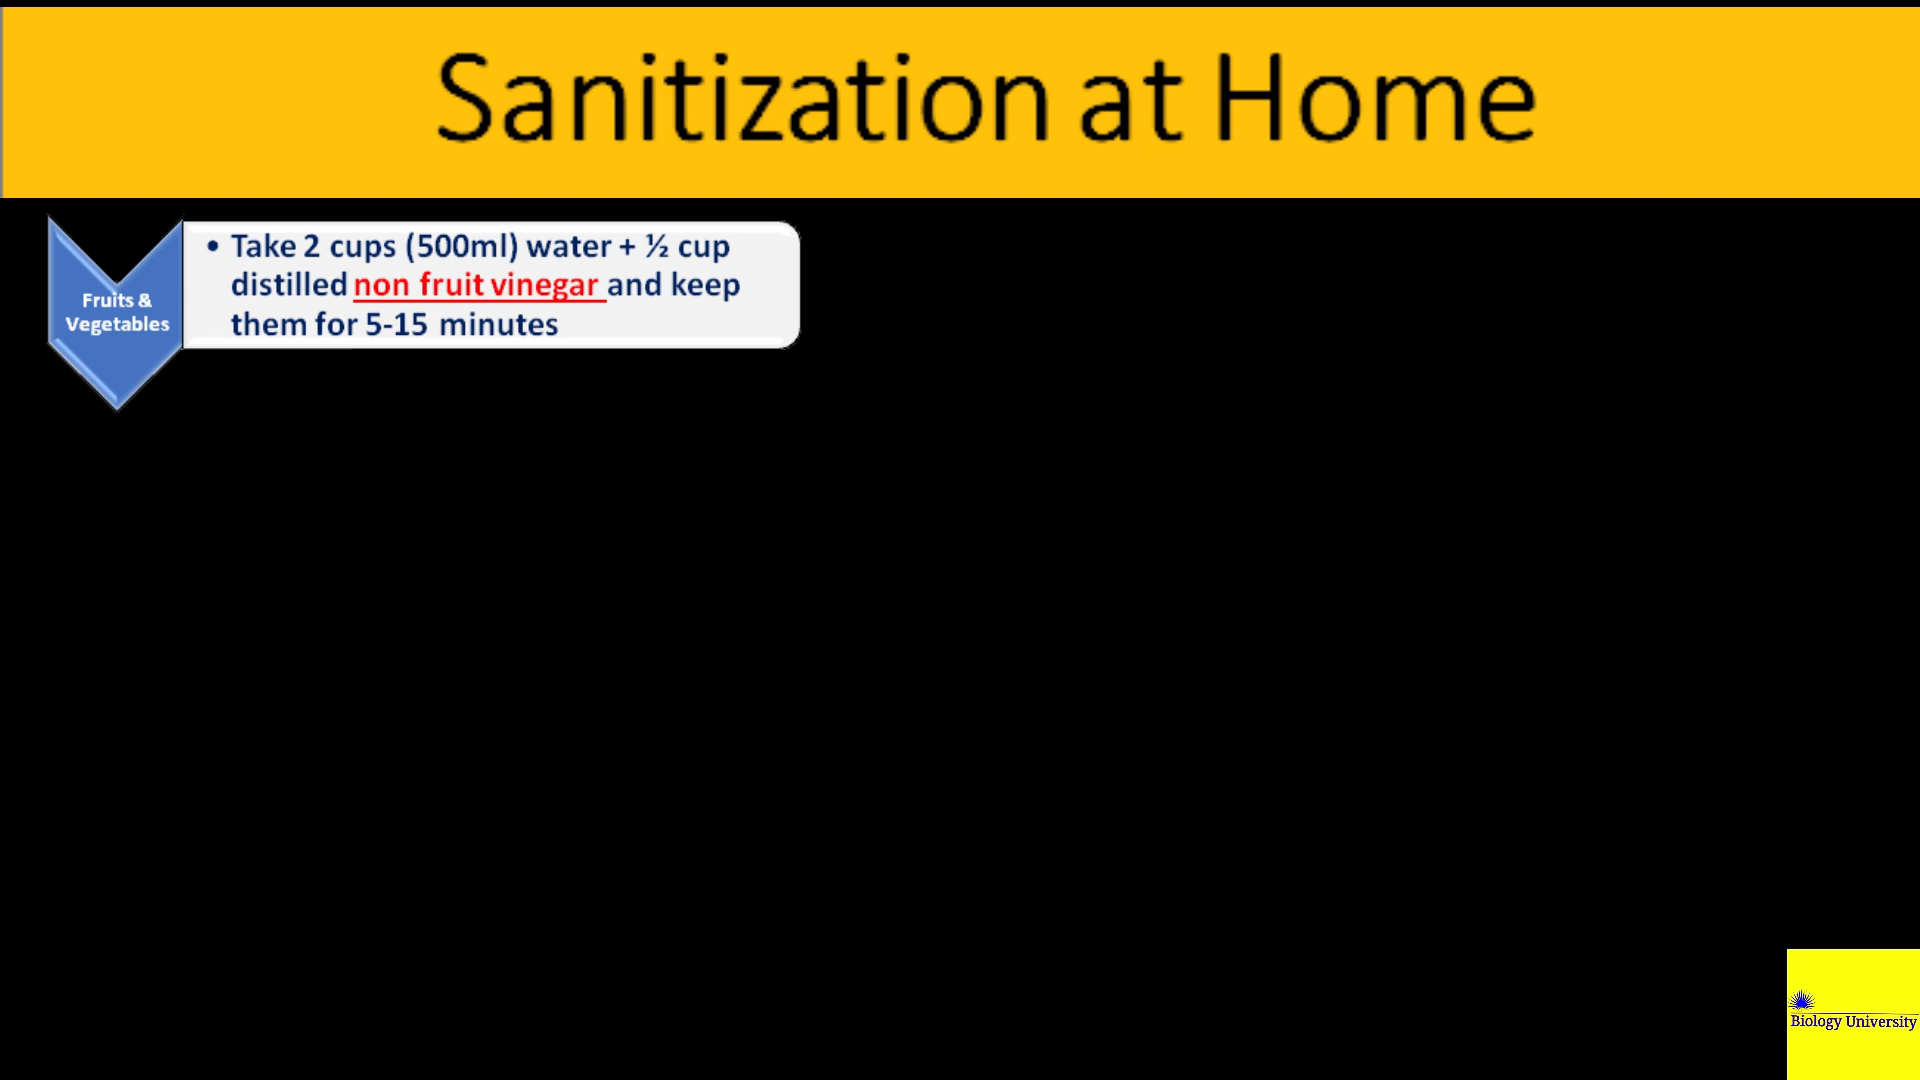 Sanitization at Home
Fruits &
Vegetables
• Take 2 cups (500ml) water + ½ cup
distilled non fruit vinegar and keep
them for 5-15 minutes
Biology University